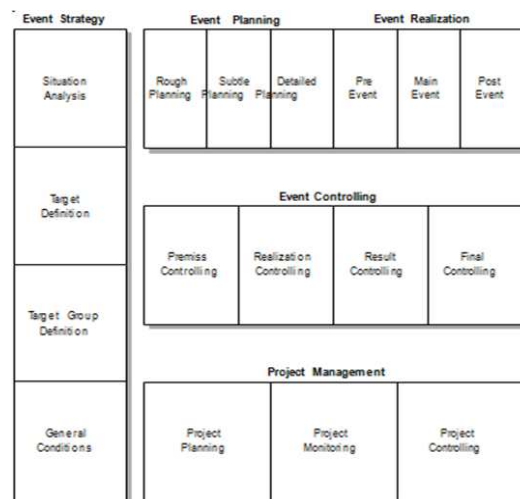 Event Strategy
Situation
Analysis
Target
Definition
Target Group
Definition
General
Conditions
Event Planning
Event Realization
Rough
Planning
Subtle
Planning
Detailed
Planning
Pre
Event
Main
Event
Post
Event
Event Controlling
Premiss
Controlling
Realization
Controlling
Result
Controlling
Final
Controlling
Project Management
Project
Planning
Project
Monitoring
Project
Controlling